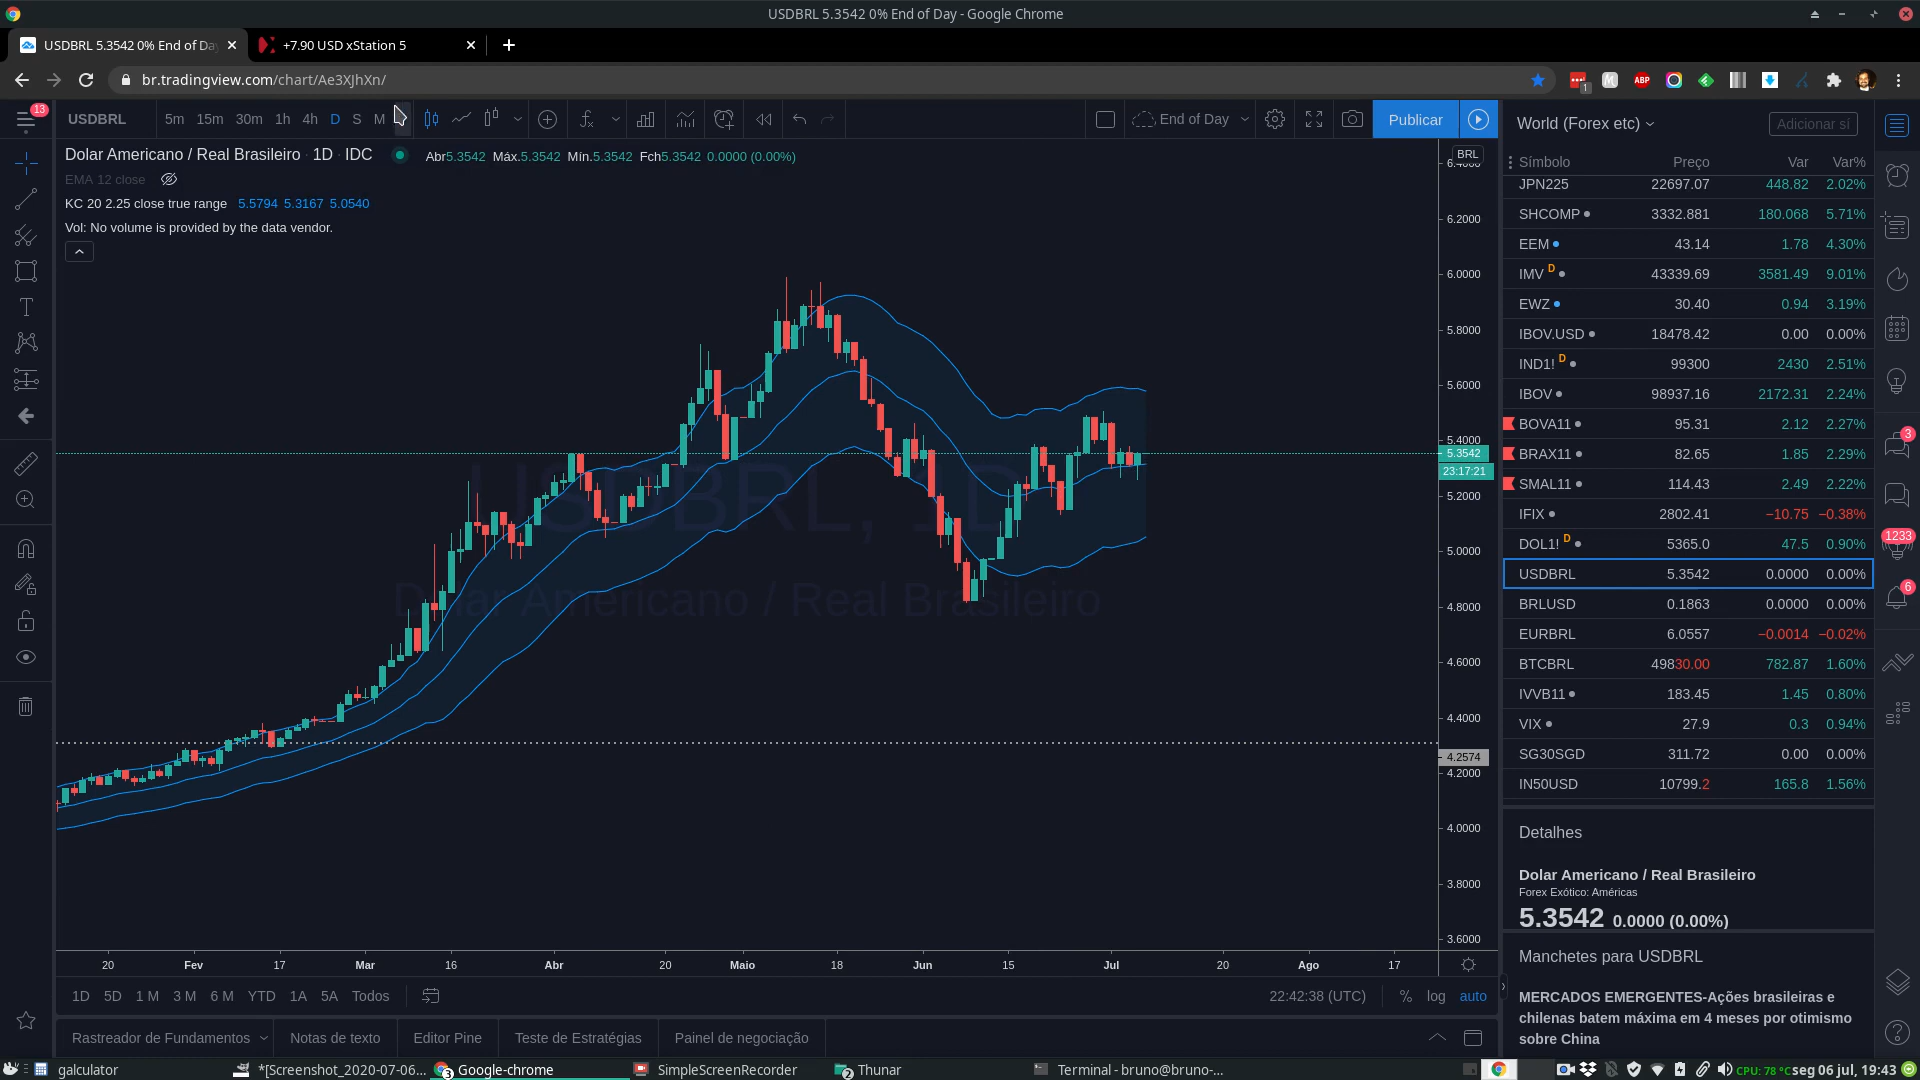 USDBRL 5.3542 0% End of Day - Google Chrome
USDBRL 5.3542 0% End of Da
+7.90 USD xStation 5
br.tradingview.com/chart/Ae3XJhXn/
ABP
1
13
USDBRL 5m 15m 30m 1h 4h D S M
End of Day
Publicar
Dolar Americano / Real Brasileiro · 1D · IDC
Abr5.3542 Máx.5.3542 Mín.5.3542 Fch5.3542 0.0000 (0.00%)
EMA 12 close
KC 20 2.25 close true range 5.5794 5.3167 5.0540
Vol: No volume is provided by the data vendor.
USDBRL, 1D
Dolar Americano / Real Brasileiro
BRL
6.4000
6.2000
6.0000
5.8000
5.6000
5.4000
5.3542
23:17:21
5.2000
5.0000
4.8000
4.6000
4.4000
4.2574
4.2000
4.0000
3.8000
3.6000
20 Fev 17 Mar 16 Abr 20 Maio 18 Jun 15 Jul 20 Ago 17
1D 5D 1 M 3 M 6 M YTD 1A 5A Todos
22:42:38 (UTC) % log auto
Rastreador de Fundamentos Notas de texto Editor Pine Teste de Estratégias Painel de negociação
World (Forex etc)
Adicionar sí
Símbolo Preço Var Var%
JPN225 22697.07 448.82 2.02%
SHCOMP 3332.881 180.068 5.71%
EEM 43.14 1.78 4.30%
IMV D 43339.69 3581.49 9.01%
EWZ 30.40 0.94 3.19%
IBOV.USD 18478.42 0.00 0.00%
IND1! D 99300 2430 2.51%
IBOV 98937.16 2172.31 2.24%
BOVA11 95.31 2.12 2.27%
BRAX11 82.65 1.85 2.29%
SMAL11 114.43 2.49 2.22%
IFIX 2802.41 −10.75 −0.38%
DOL1! D 5365.0 47.5 0.90%
USDBRL 5.3542 0.0000 0.00%
BRLUSD 0.1863 0.0000 0.00%
EURBRL 6.0557 −0.0014 −0.02%
BTCBRL 49830.00 782.87 1.60%
IVVB11 183.45 1.45 0.80%
VIX 27.9 0.3 0.94%
SG30SGD 311.72 0.00 0.00%
IN50USD 10799.2 165.8 1.56%
Detalhes
Dolar Americano / Real Brasileiro
Forex Exótico: Américas
5.3542 0.0000 (0.00%)
Manchetes para USDBRL
MERCADOS EMERGENTES-Ações brasileiras e
chilenas batem máxima em 4 meses por otimismo
sobre China
3
1233
6
galculator
*[Screenshot_2020-07-06...
3 Google-chrome
SimpleScreenRecorder
2 Thunar
Terminal - bruno@bruno-...
CPU: 78 °C seg 06 jul, 19:43